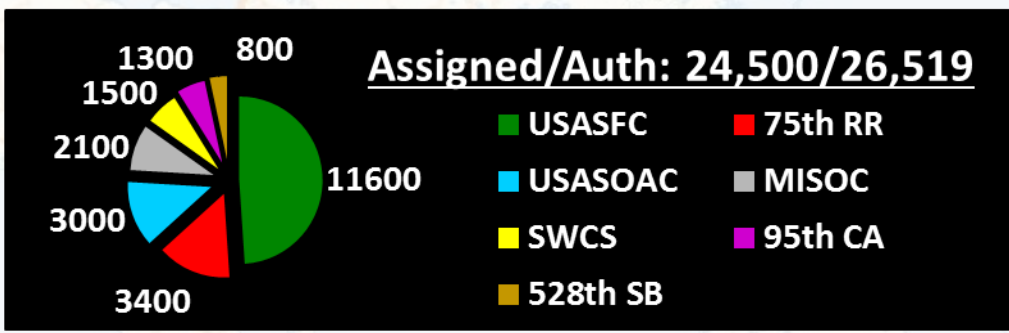 1300
800
1500
2100
3000
3400
11600
Assigned/Auth: 24,500/26,519
USASFC
75th RR
USASOAC
MISOC
SWCS
95th CA
528th SB